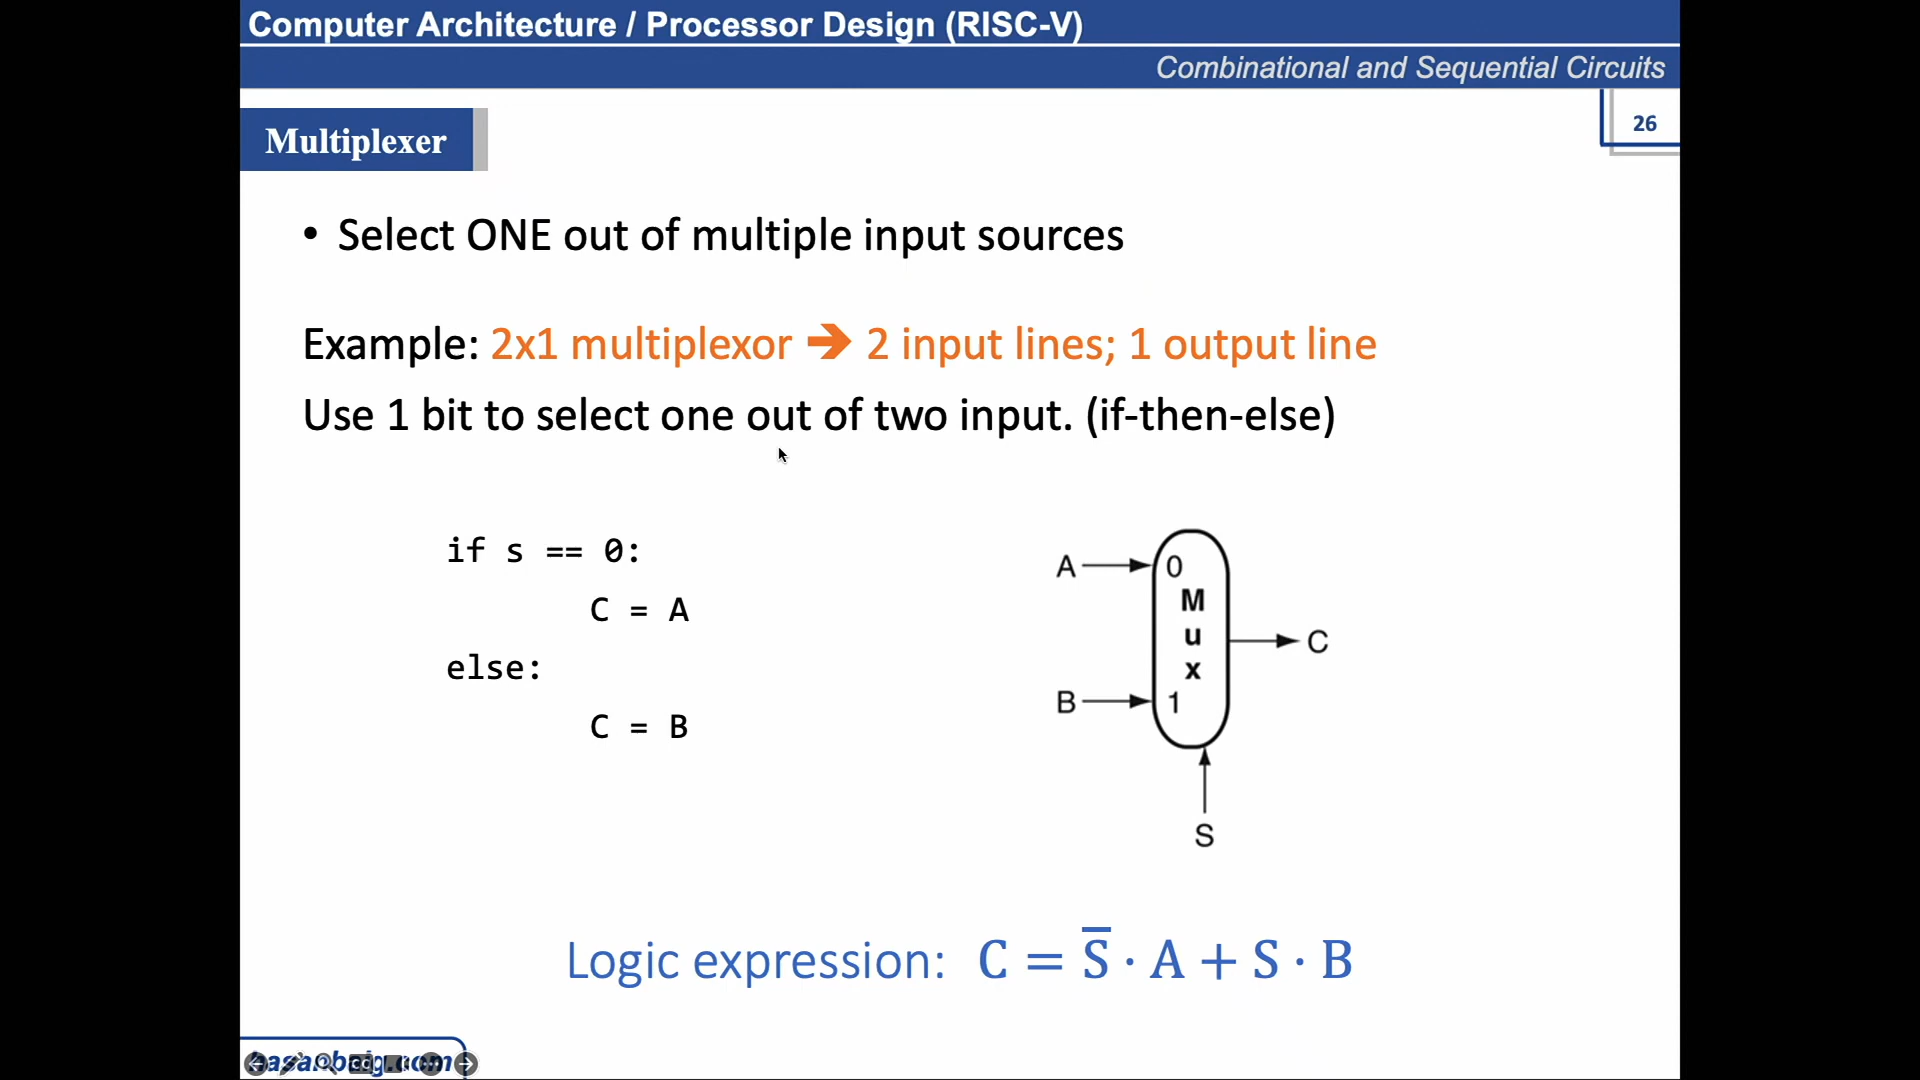 Computer Architecture / Processor Design (RISC-V)
Combinational and Sequential Circuits
26
Multiplexer
• Select ONE out of multiple input sources
Example: 2x1 multiplexor 🡺 2 input lines; 1 output line
Use 1 bit to select one out of two input. (if-then-else)
if s == 0:
C = A
else:
C = B
A
0
M
u
x
C
B
1
S
Logic expression: C = S̅ · A + S · B
hasanbaig.com